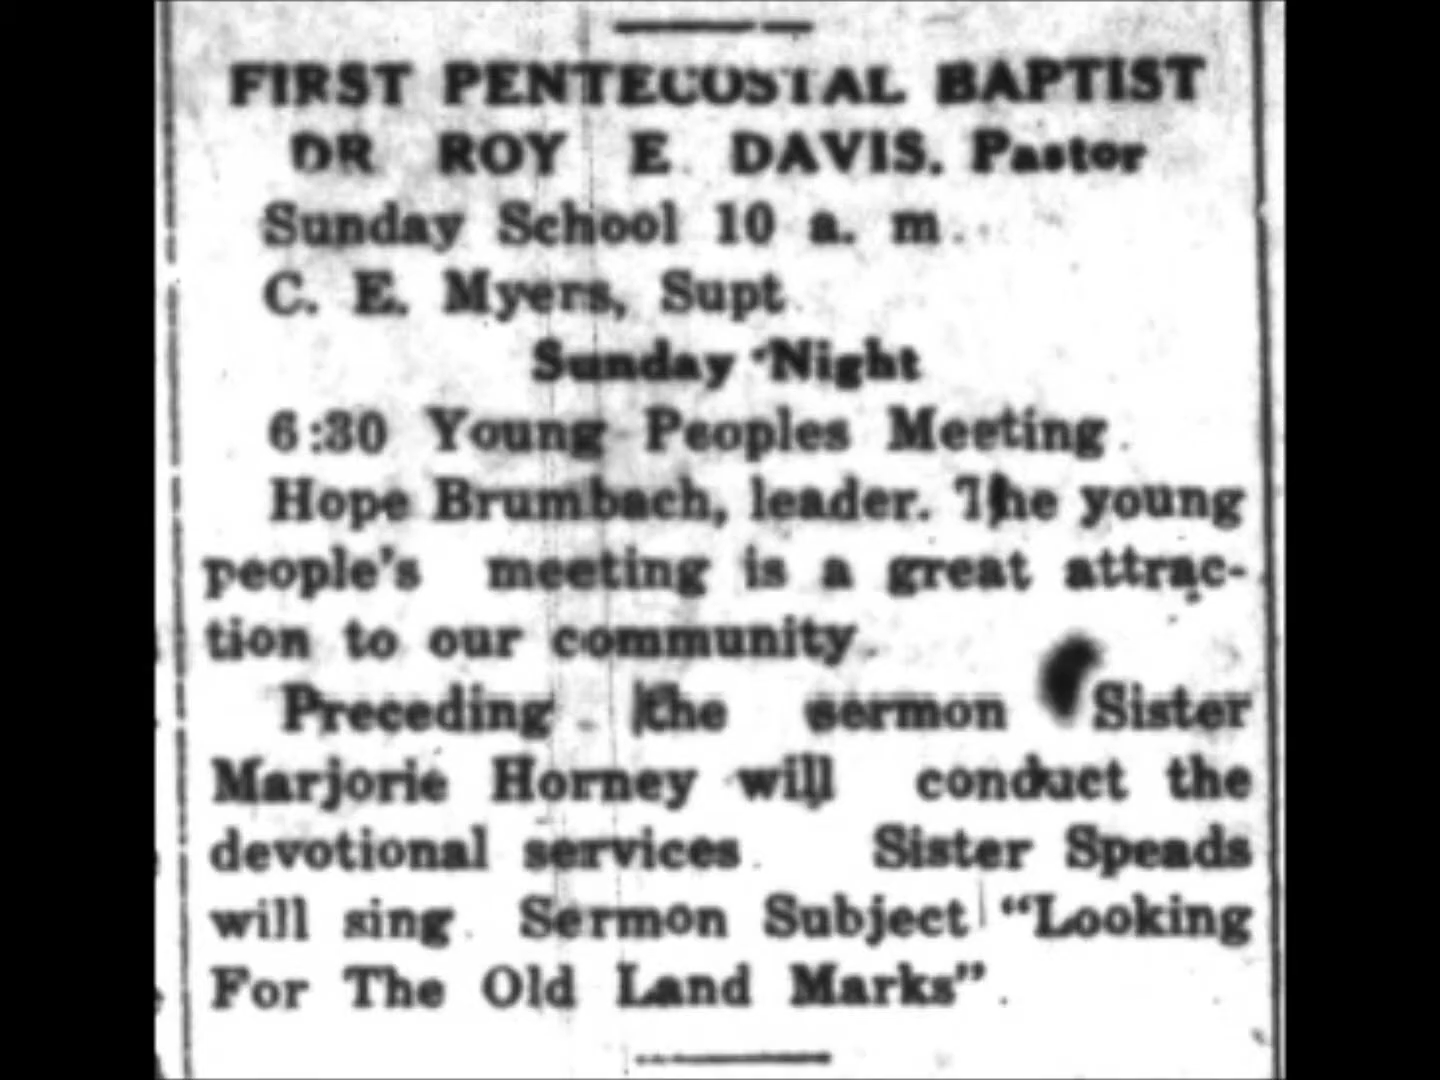 FIRST PENTECOSTAL BAPTIST
DR ROY E DAVIS. Pastor
Sunday School 10 a. m.
C. E. Myers, Supt
Sunday Night
6:30 Young Peoples Meeting.
Hope Brumbach, leader. The young
people's meeting is a great attrac-
tion to our community.
Preceding the sermon Sister
Marjorie Horney will conduct the
devotional services. Sister Speads
will sing. Sermon Subject "Looking
For The Old Land Marks".